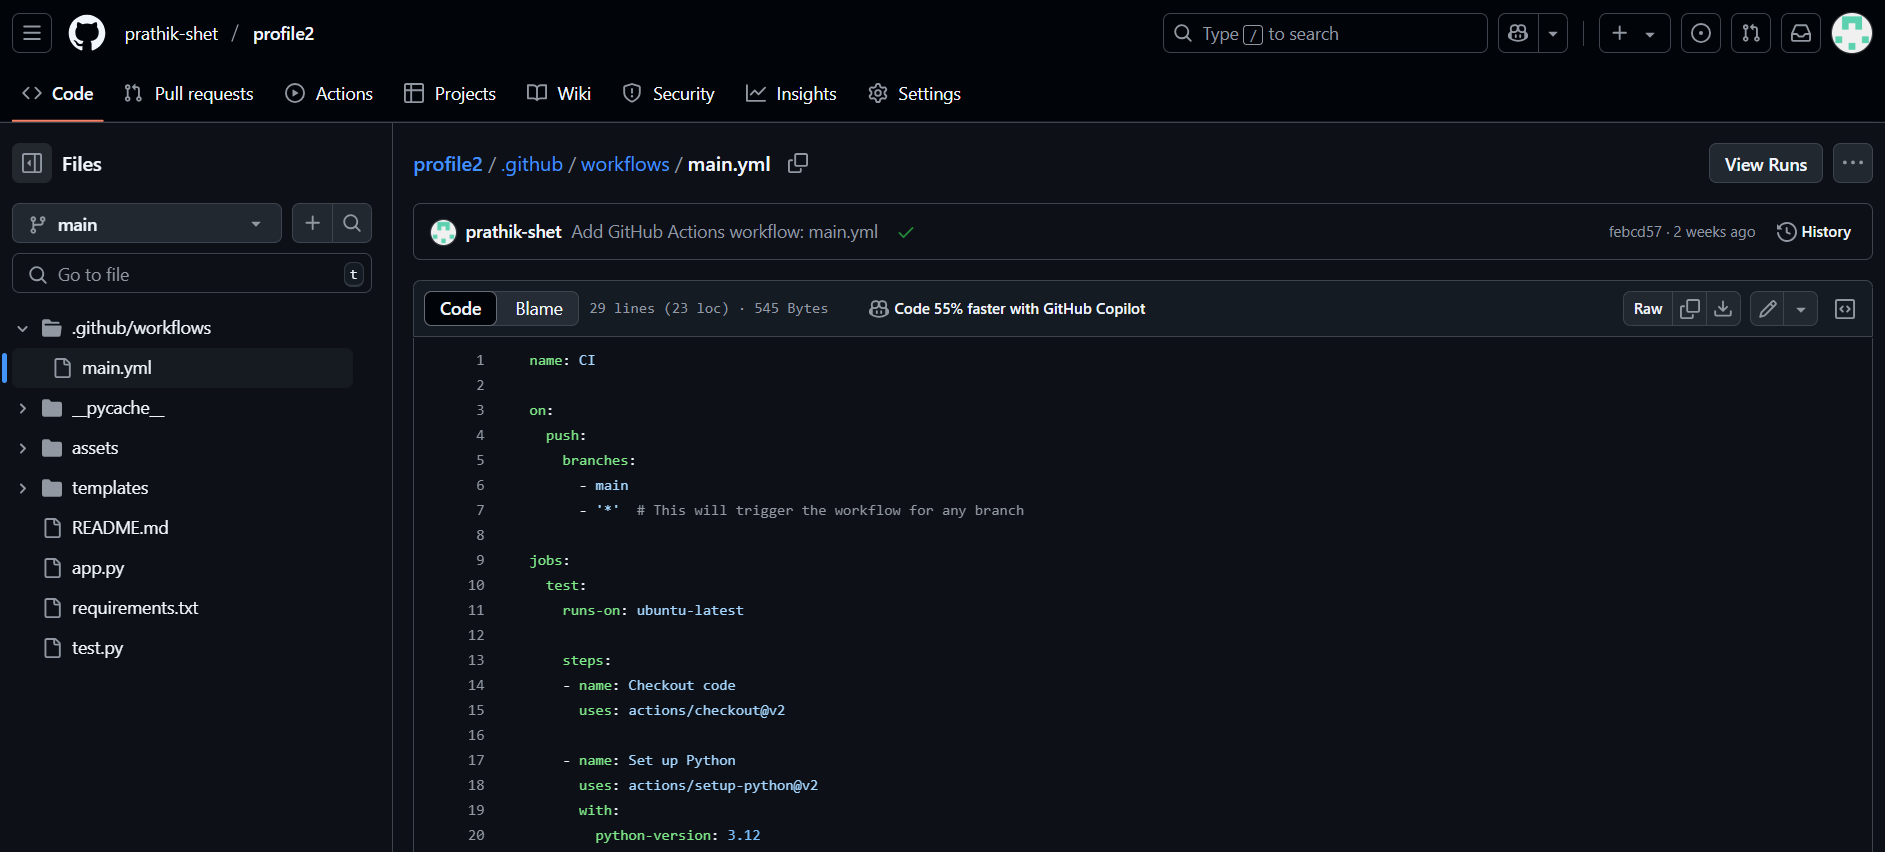 prathik-shet / profile2
Type / to search
Code
Pull requests
Actions
Projects
Wiki
Security
Insights
Settings
Files
main
Go to file
t
.github/workflows
main.yml
__pycache__
assets
templates
README.md
app.py
requirements.txt
test.py
profile2 / .github / workflows / main.yml
View Runs
prathik-shet Add GitHub Actions workflow: main.yml
febcd57 · 2 weeks ago
History
Code
Blame
29 lines (23 loc) · 545 Bytes
Code 55% faster with GitHub Copilot
Raw
1 name: CI
2
3 on:
4 push:
5 branches:
6 - main
7 - '*' # This will trigger the workflow for any branch
8
9 jobs:
10 test:
11 runs-on: ubuntu-latest
12
13 steps:
14 - name: Checkout code
15 uses: actions/checkout@v2
16
17 - name: Set up Python
18 uses: actions/setup-python@v2
19 with:
20 python-version: 3.12